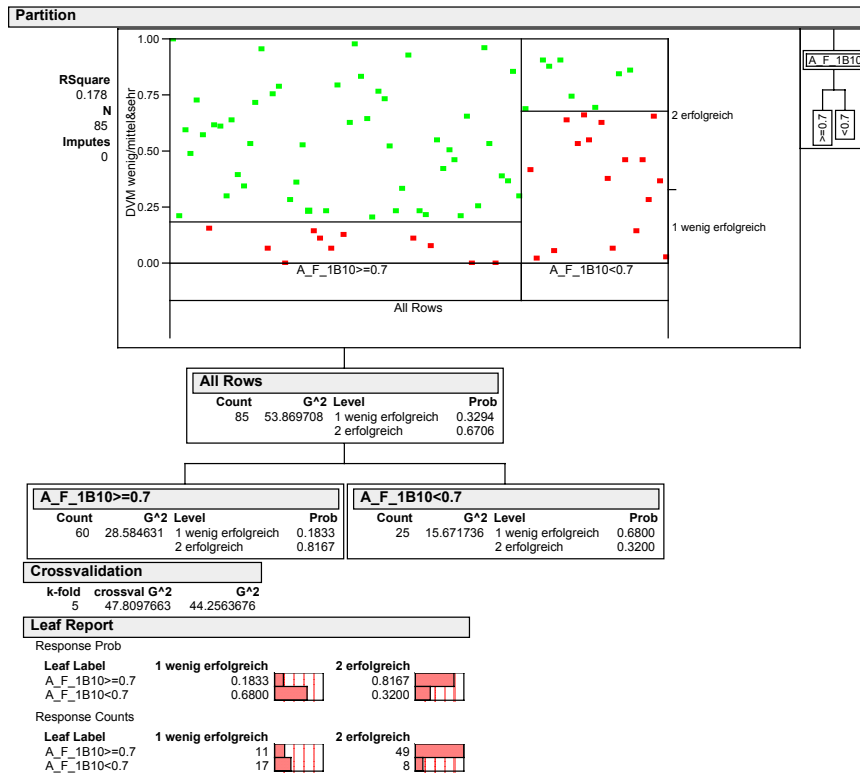 Partition
RSquare
0.178
N
85
Imputes
0
DVM wenig/mittel&sehr
1.00
0.75
0.50
0.25
0.00
A_F_1B10>=0.7 A_F_1B10<0.7
All Rows
2 erfolgreich
1 wenig erfolgreich
A_F_1B10
>=0.7 <0.7
All Rows
Count G^2 Level Prob
85 53.869708 1 wenig erfolgreich 0.3294
2 erfolgreich 0.6706
A_F_1B10>=0.7
Count G^2 Level Prob
60 28.584631 1 wenig erfolgreich 0.1833
2 erfolgreich 0.8167
A_F_1B10<0.7
Count G^2 Level Prob
25 15.671736 1 wenig erfolgreich 0.6800
2 erfolgreich 0.3200
Crossvalidation
k-fold crossval G^2 G^2
5 47.8097663 44.2563676
Leaf Report
Response Prob
Leaf Label 1 wenig erfolgreich 2 erfolgreich
A_F_1B10>=0.7 0.1833 0.8167
A_F_1B10<0.7 0.6800 0.3200
Response Counts
Leaf Label 1 wenig erfolgreich 2 erfolgreich
A_F_1B10>=0.7 11 49
A_F_1B10<0.7 17 8